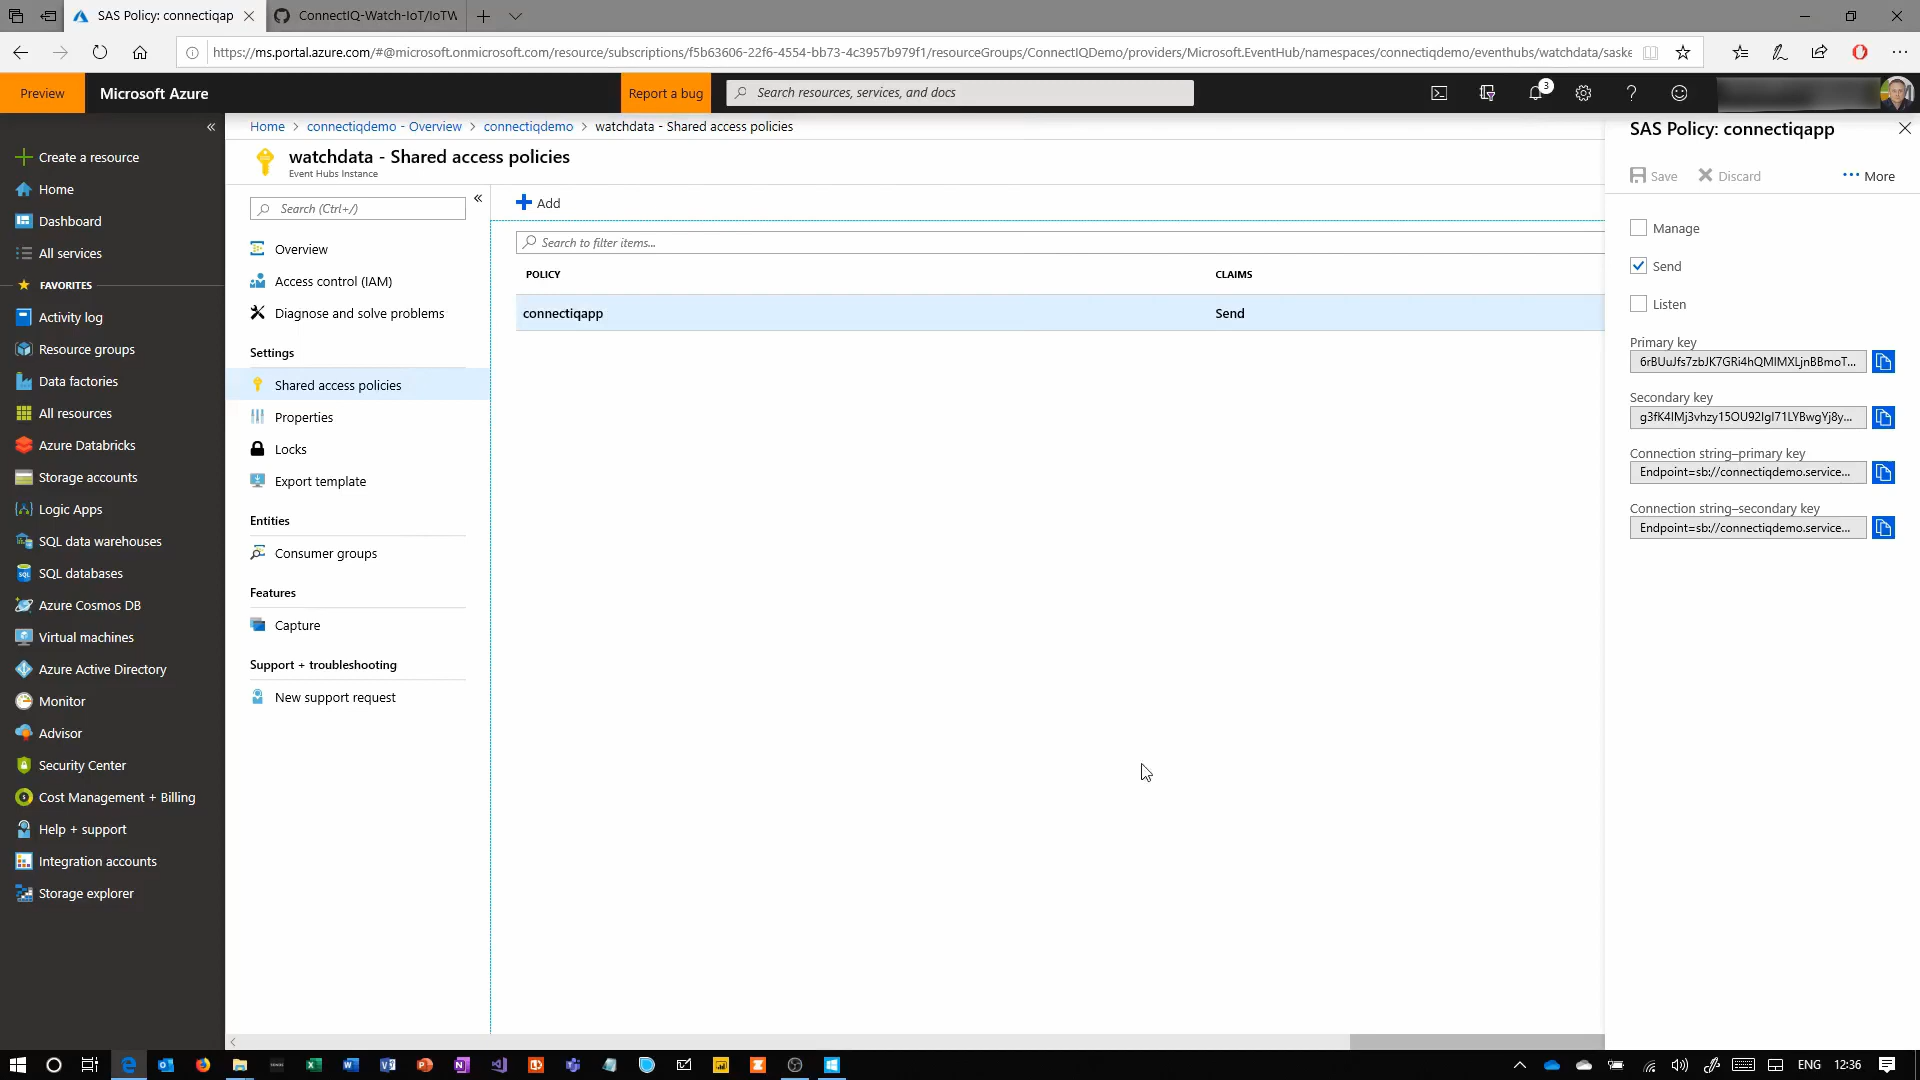 SAS Policy: connectiqap
ConnectIQ-Watch-IoT/IoTW
https://ms.portal.azure.com/#@microsoft.onmicrosoft.com/resource/subscriptions/f5b63606-22f6-4554-bb73-4c3957b979f1/resourceGroups/ConnectIQDemo/providers/Microsoft.EventHub/namespaces/connectiqdemo/eventhubs/watchdata/saske
Preview
Microsoft Azure
Report a bug
Search resources, services, and docs
3
Home > connectiqdemo - Overview > connectiqdemo > watchdata - Shared access policies
watchdata - Shared access policies
Event Hubs Instance
Create a resource
Home
Dashboard
All services
FAVORITES
Activity log
Resource groups
Data factories
All resources
Azure Databricks
Storage accounts
Logic Apps
SQL data warehouses
SQL databases
Azure Cosmos DB
Virtual machines
Azure Active Directory
Monitor
Advisor
Security Center
Cost Management + Billing
Help + support
Integration accounts
Storage explorer
Search (Ctrl+/)
Overview
Access control (IAM)
Diagnose and solve problems
Settings
Shared access policies
Properties
Locks
Export template
Entities
Consumer groups
Features
Capture
Support + troubleshooting
New support request
Add
Search to filter items...
POLICY CLAIMS
connectiqapp Send
SAS Policy: connectiqapp
Save Discard More
Manage
Send
Listen
Primary key
6rBUuJfs7zbJK7GRi4hQMIMXLjnBBmoT...
Secondary key
g3fK4IMj3vhzy15OU92IgI71LYBwgYj8y...
Connection string–primary key
Endpoint=sb://connectiqdemo.service...
Connection string–secondary key
Endpoint=sb://connectiqdemo.service...
ENG 12:36